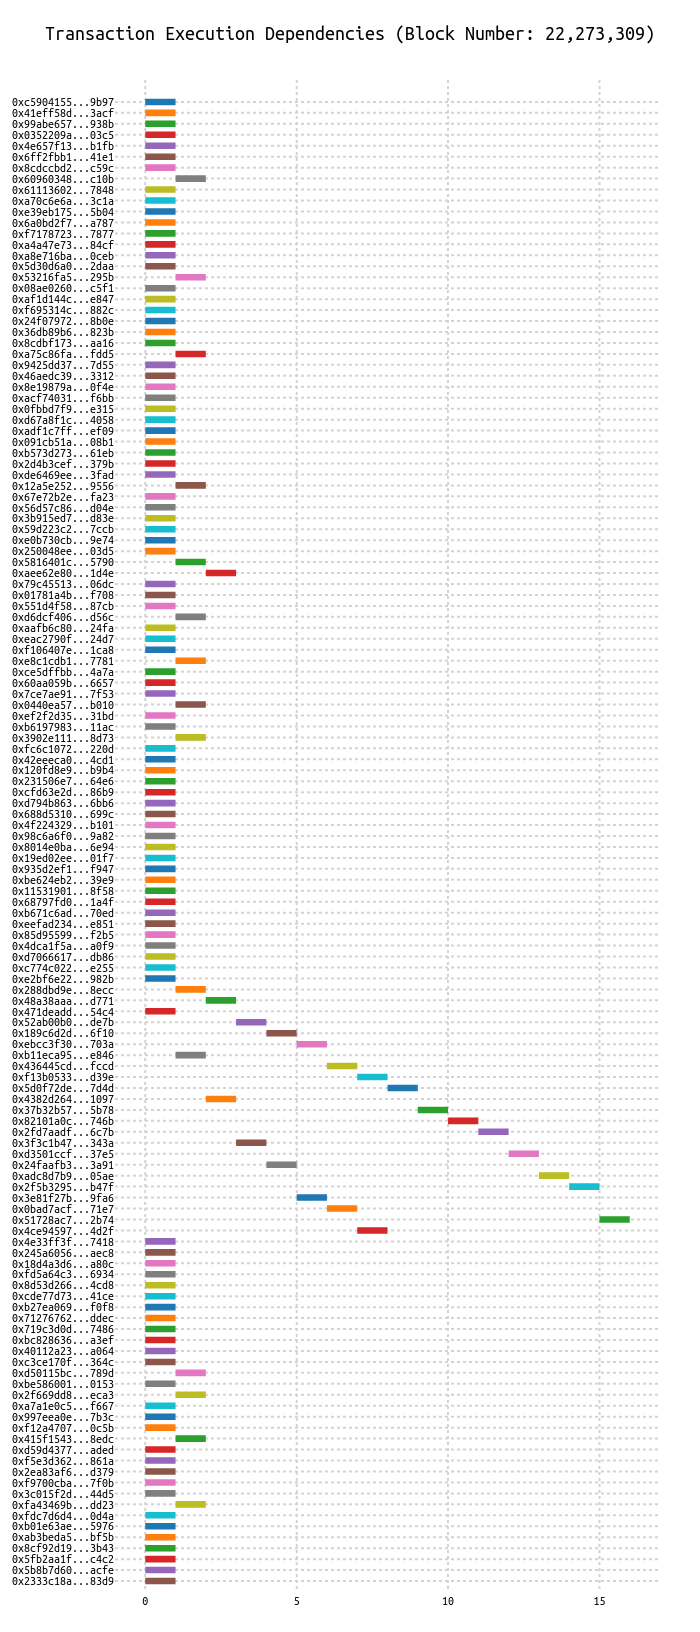 Transaction Execution Dependencies (Block Number: 22,273,309)
0xc5904155...9b97
0x41eff58d...3acf
0x99abe657...938b
0x0352209a...03c5
0x4e657f13...b1fb
0x6ff2fbb1...41e1
0x8cdccbd2...c59c
0x60960348...c10b
0x61113602...7848
0xa70c6e6a...3c1a
0xe39eb175...5b04
0x6a0bd2f7...a787
0xf7178723...7877
0xa4a47e73...84cf
0xa8e716ba...0ceb
0x5d30d6a0...2daa
0x53216fa5...295b
0x08ae0260...c5f1
0xaf1d144c...e847
0xf695314c...882c
0x24f07972...8b0e
0x36db89b6...823b
0x8cdbf173...aa16
0xa75c86fa...fdd5
0x9425dd37...7d55
0x46aedc39...3312
0x8e19879a...0f4e
0xacf74031...f6bb
0x0fbbd7f9...e315
0xd67a8f1c...4058
0xadf1c7ff...ef09
0x091cb51a...08b1
0xb573d273...61eb
0x2d4b3cef...379b
0xde6469ee...3fad
0x12a5e252...9556
0x67e72b2e...fa23
0x56d57c86...d04e
0x3b915ed7...d83e
0x59d223c2...7ccb
0xe0b730cb...9e74
0x250048ee...03d5
0x5816401c...5790
0xaee62e80...1d4e
0x79c45513...06dc
0x01781a4b...f708
0x551d4f58...87cb
0xd6dcf406...d56c
0xaafb6c80...24fa
0xeac2790f...24d7
0xf106407e...1ca8
0xe8c1cdb1...7781
0xce5dffbb...4a7a
0x60aa059b...6657
0x7ce7ae91...7f53
0x0440ea57...b010
0xef2f2d35...31bd
0xb6197983...11ac
0x3902e111...8d73
0xfc6c1072...220d
0x42eeeca0...4cd1
0x120fd8e9...b9b4
0x231506e7...64e6
0xcfd63e2d...86b9
0xd794b863...6bb6
0x688d5310...699c
0x4f224329...b101
0x98c6a6f0...9a82
0x8014e0ba...6e94
0x19ed02ee...01f7
0x935d2ef1...f947
0xbe624eb2...39e9
0x11531901...8f58
0x68797fd0...1a4f
0xb671c6ad...70ed
0xeefad234...e851
0x85d95599...f2b5
0x4dca1f5a...a0f9
0xd7066617...db86
0xc774c022...e255
0xe2bf6e22...982b
0x288dbd9e...8ecc
0x48a38aaa...d771
0x471deadd...54c4
0x52ab00b0...de7b
0x189c6d2d...6f10
0xebcc3f30...703a
0xb11eca95...e846
0x436445cd...fccd
0xf13b0533...d39e
0x5d0f72de...7d4d
0x4382d264...1097
0x37b32b57...5b78
0x82101a0c...746b
0x2fd7aadf...6c7b
0x3f3c1b47...343a
0xd3501ccf...37e5
0x24faafb3...3a91
0xadc8d7b9...05ae
0x2f5b3295...b47f
0x3e81f27b...9fa6
0x0bad7acf...71e7
0x51728ac7...2b74
0x4ce94597...4d2f
0x4e33ff3f...7418
0x245a6056...aec8
0x18d4a3d6...a80c
0xfd5a64c3...6934
0x8d53d266...4cd8
0xcde77d73...41ce
0xb27ea069...f0f8
0x71276762...ddec
0x719c3d0d...7486
0xbc828636...a3ef
0x40112a23...a064
0xc3ce170f...364c
0xd50115bc...789d
0xbe586001...0153
0x2f669dd8...eca3
0xa7a1e0c5...f667
0x997eea0e...7b3c
0xf12a4707...0c5b
0x415f1543...8edc
0xd59d4377...aded
0xf5e3d362...861a
0x2ea83af6...d379
0xf9700cba...7f0b
0x3c015f2d...44d5
0xfa43469b...dd23
0xfdc7d6d4...0d4a
0xb01e63ae...5976
0xab3beda5...bf5b
0x8cf92d19...3b43
0x5fb2aa1f...c4c2
0x5b8b7d60...acfe
0x2333c18a...83d9
0 5 10 15